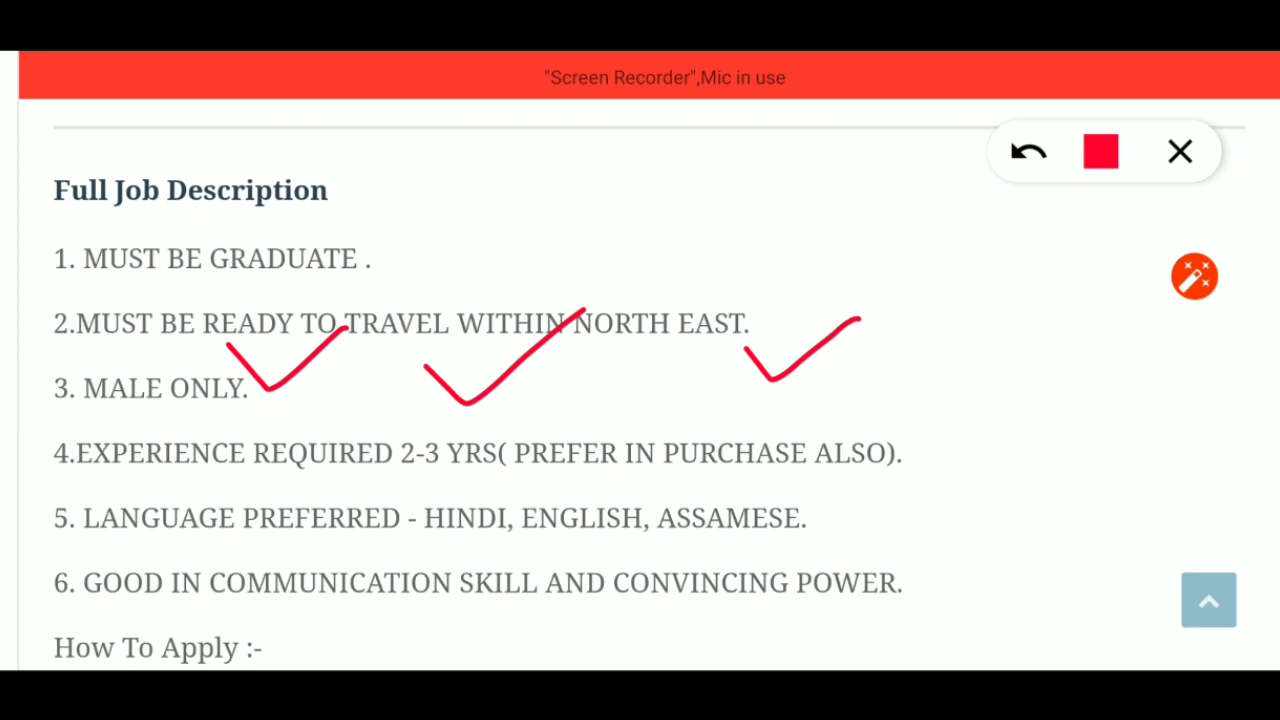 "Screen Recorder",Mic in use
Full Job Description
1. MUST BE GRADUATE .
2.MUST BE READY TO TRAVEL WITHIN NORTH EAST.
3. MALE ONLY.
4.EXPERIENCE REQUIRED 2-3 YRS( PREFER IN PURCHASE ALSO).
5. LANGUAGE PREFERRED - HINDI, ENGLISH, ASSAMESE.
6. GOOD IN COMMUNICATION SKILL AND CONVINCING POWER.
How To Apply :-